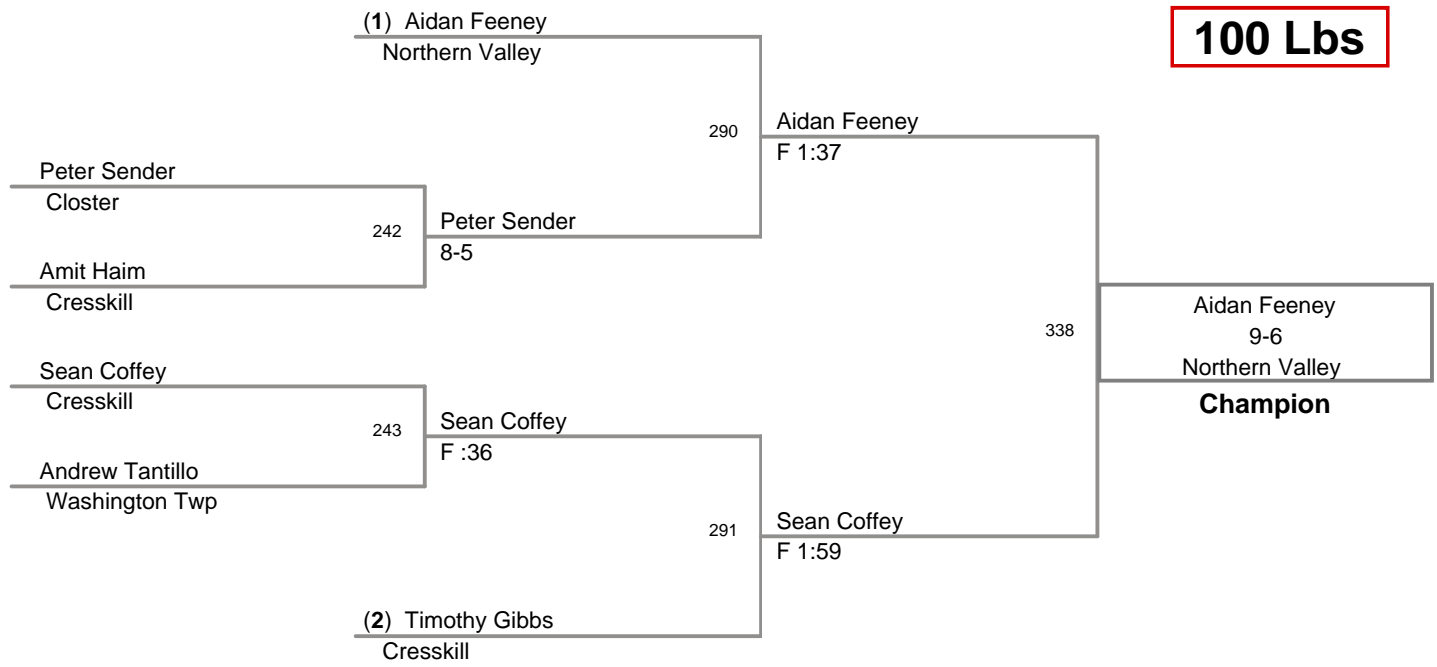 (1) Aidan Feeney
Northern Valley
100 Lbs
290
Aidan Feeney
F 1:37
Peter Sender
Closter
242
Peter Sender
8-5
Amit Haim
Cresskill
338
Aidan Feeney
9-6
Northern Valley
Champion
Sean Coffey
Cresskill
243
Sean Coffey
F :36
Andrew Tantillo
Washington Twp
291
Sean Coffey
F 1:59
(2) Timothy Gibbs
Cresskill